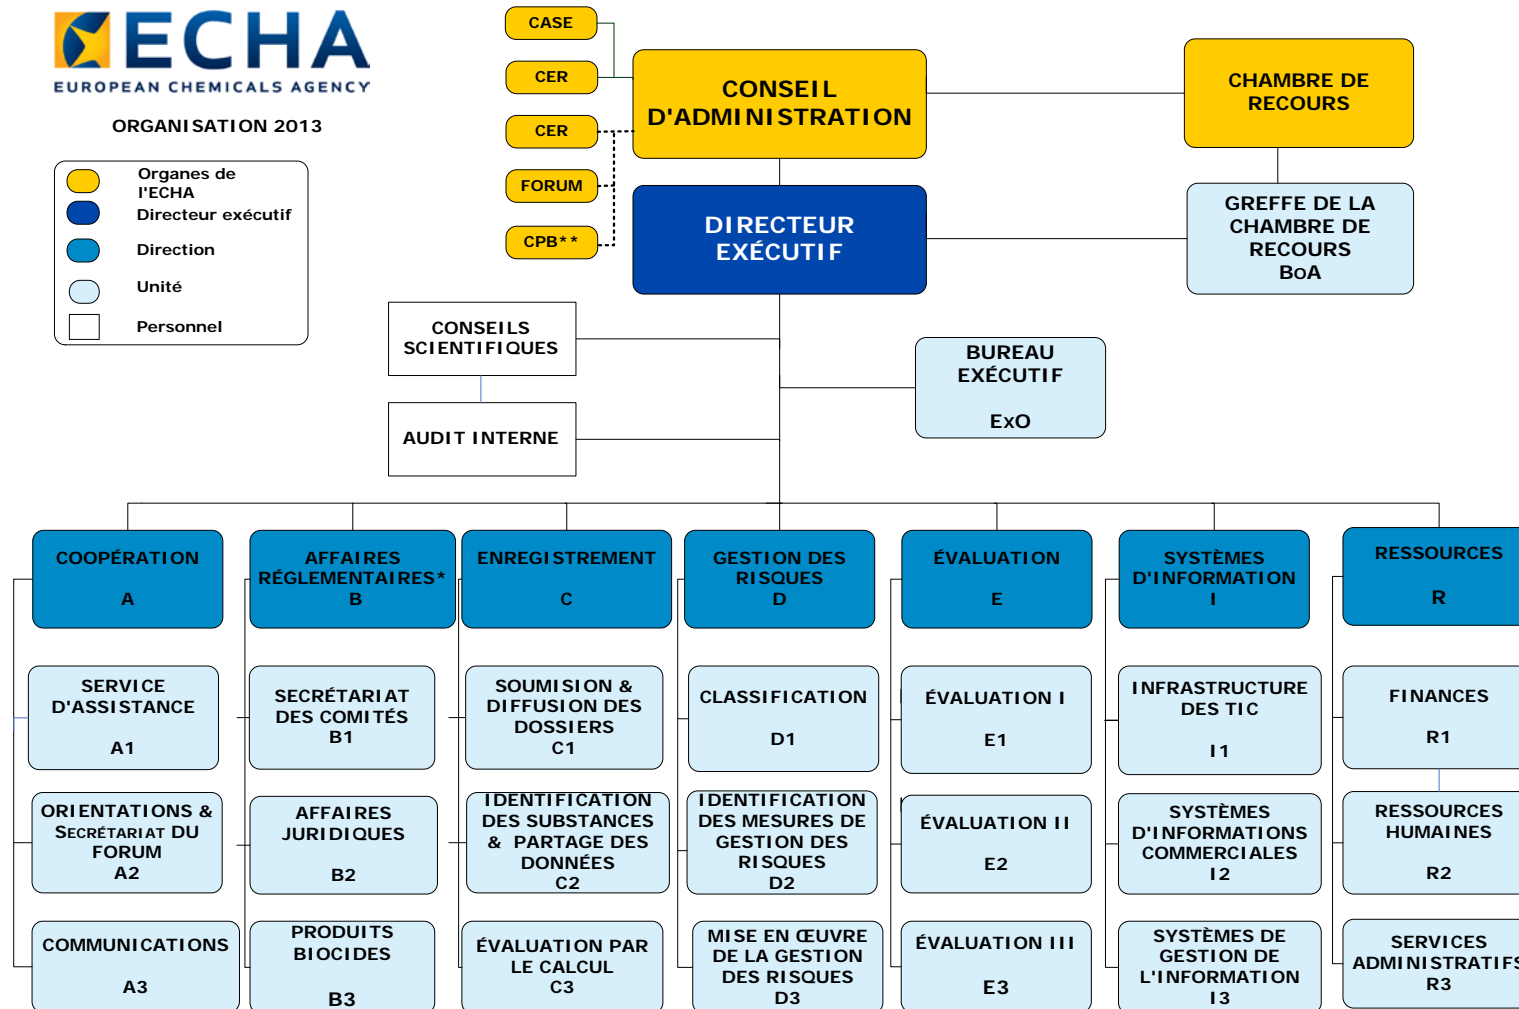 ECHA
EUROPEAN CHEMICALS AGENCY
ORGANISATION 2013
Organes de
l'ECHA
Directeur exécutif
Direction
Unité
Personnel
CASE
CER
CER
FORUM
CPB**
CONSEIL
D'ADMINISTRATION
CHAMBRE DE
RECOURS
DIRECTEUR
EXÉCUTIF
GREFFE DE LA
CHAMBRE DE
RECOURS
BOA
CONSEILS
SCIENTIFIQUES
AUDIT INTERNE
BUREAU
EXÉCUTIF
EXO
COOPÉRATION
A
AFFAIRES
RÉGLEMENTAIRES*
B
ENREGISTREMENT
C
GESTION DES
RISQUES
D
ÉVALUATION
E
SYSTÈMES
D'INFORMATION
I
RESSOURCES
R
SERVICE
D'ASSISTANCE
A1
SECRÉTARIAT
DES COMITÉS
B1
SOUMISION &
DIFFUSION DES
DOSSIERS
C1
CLASSIFICATION
D1
ÉVALUATION I
E1
INFRASTRUCTURE
DES TIC
I1
FINANCES
R1
ORIENTATIONS &
SECRÉTARIAT DU
FORUM
A2
AFFAIRES
JURIDIQUES
B2
IDENTIFICATION
DES SUBSTANCES
& PARTAGE DES
DONNÉES
C2
IDENTIFICATION
DES MESURES DE
GESTION DES
RISQUES
D2
ÉVALUATION II
E2
SYSTÈMES
D'INFORMATIONS
COMMERCIALES
I2
RESSOURCES
HUMAINES
R2
COMMUNICATIONS
A3
PRODUITS
BIOCIDES
B3
ÉVALUATION PAR
LE CALCUL
C3
MISE EN ŒUVRE
DE LA GESTION
DES RISQUES
D3
ÉVALUATION III
E3
SYSTÈMES DE
GESTION DE
L'INFORMATION
I3
SERVICES
ADMINISTRATIFS
R3